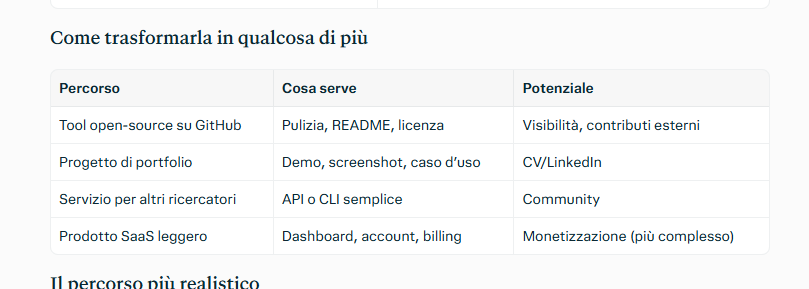 Come trasformarla in qualcosa di più
Percorso Cosa serve Potenziale
Tool open-source su GitHub Pulizia, README, licenza Visibilità, contributi esterni
Progetto di portfolio Demo, screenshot, caso d’uso CV/LinkedIn
Servizio per altri ricercatori API o CLI semplice Community
Prodotto SaaS leggero Dashboard, account, billing Monetizzazione (più complesso)
Il percorso più realistico